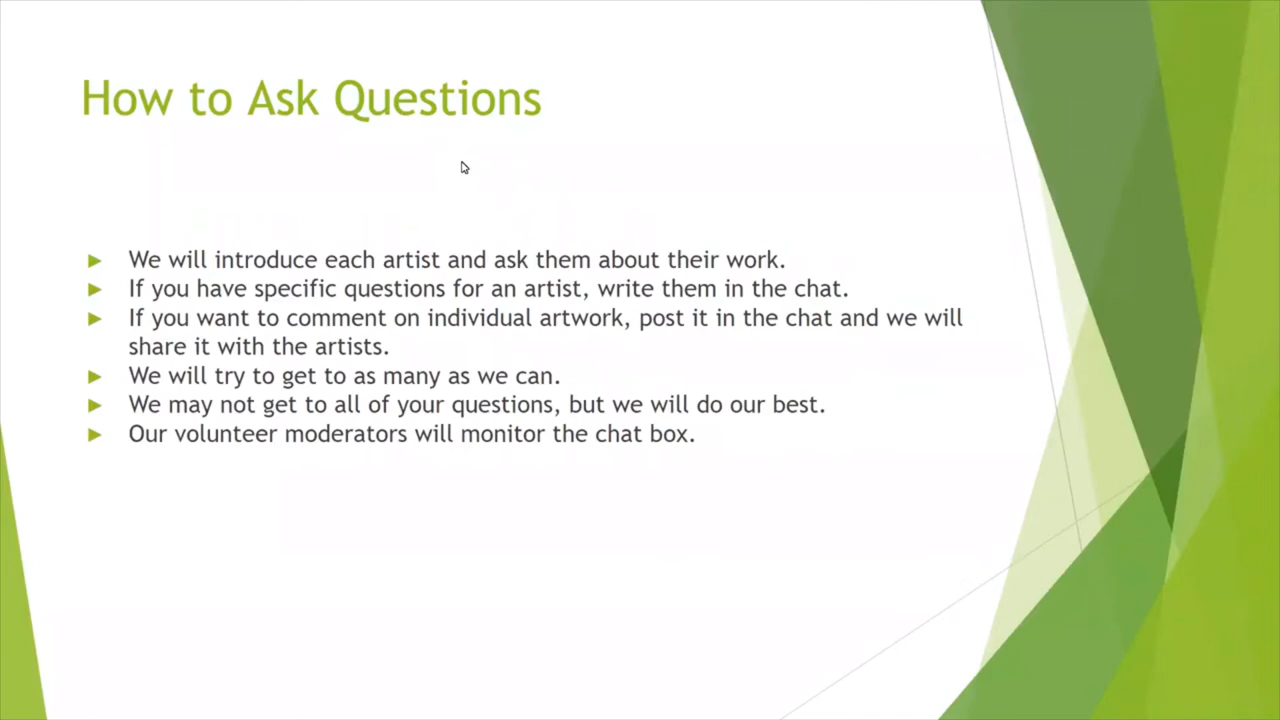 How to Ask Questions
We will introduce each artist and ask them about their work.
If you have specific questions for an artist, write them in the chat.
If you want to comment on individual artwork, post it in the chat and we will
share it with the artists.
We will try to get to as many as we can.
We may not get to all of your questions, but we will do our best.
Our volunteer moderators will monitor the chat box.